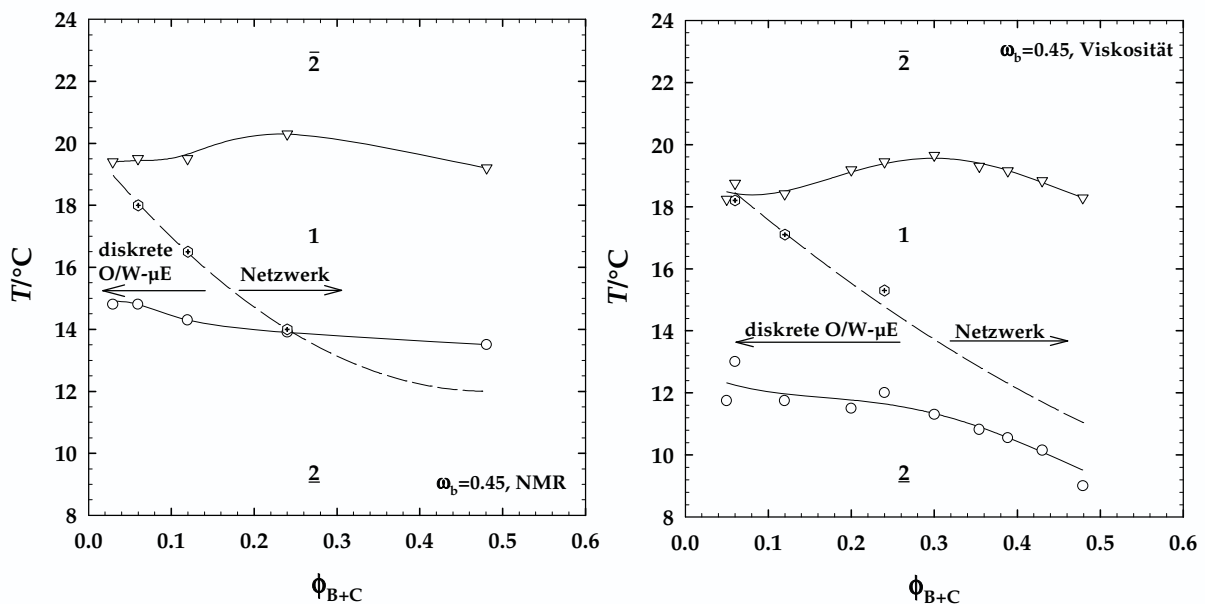 24
22
20
18
16
14
12
10
8
T/°C
2̄
1
diskrete
O/W-µE
Netzwerk
2̲
ω_b=0.45, NMR
0.0 0.1 0.2 0.3 0.4 0.5 0.6
ϕ_B+C
24
22
20
18
16
14
12
10
8
T/°C
2̄
ω_b=0.45, Viskosität
1
diskrete O/W-µE
Netzwerk
2̲
0.0 0.1 0.2 0.3 0.4 0.5 0.6
ϕ_B+C